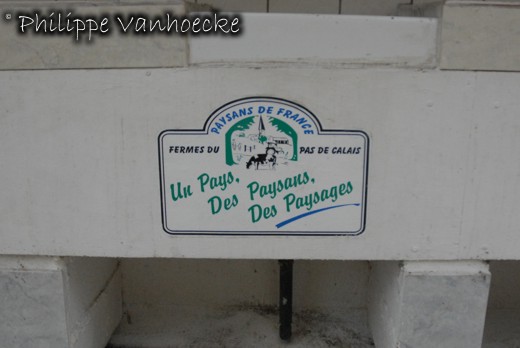 © Philippe Vanhoecke
PAYSANS DE FRANCE
FERMES DU PAS DE CALAIS
Un Pays,
Des Paysans,
Des Paysages